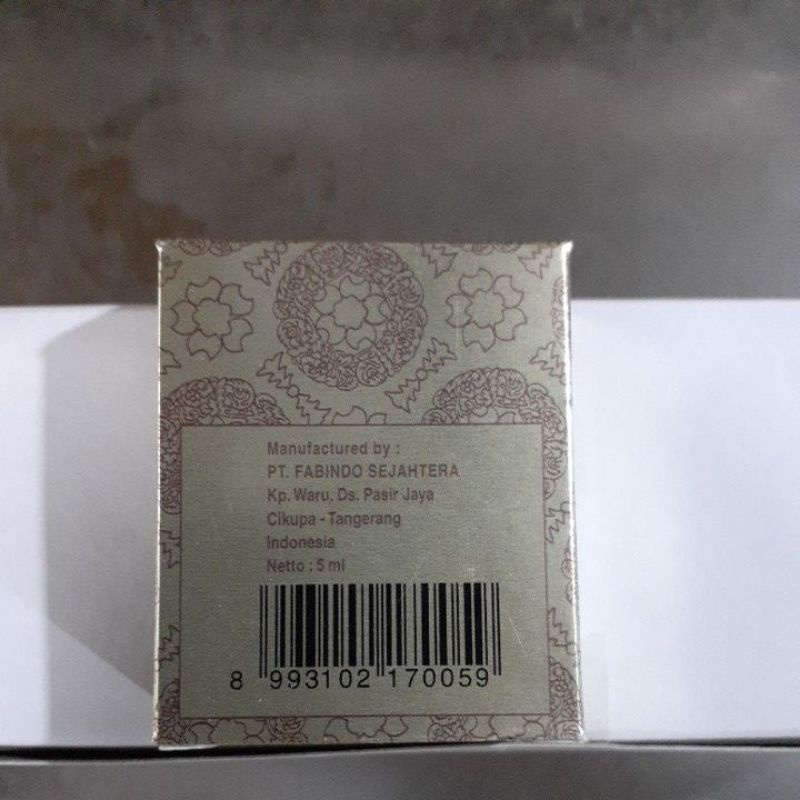 Manufactured by :
PT. FABINDO SEJAHTERA
Kp. Waru, Ds. Pasir Jaya
Cikupa - Tangerang
Indonesia
Netto : 5 ml
8 993102 170059